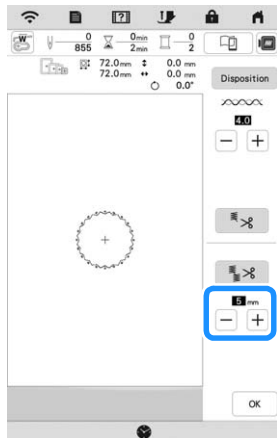 ?
W 0 0min 0
855 2min 2
72.0mm 0.0 mm
72.0mm 0.0 mm
0.0°
Disposition
4.0
− +
5 mm
− +
OK